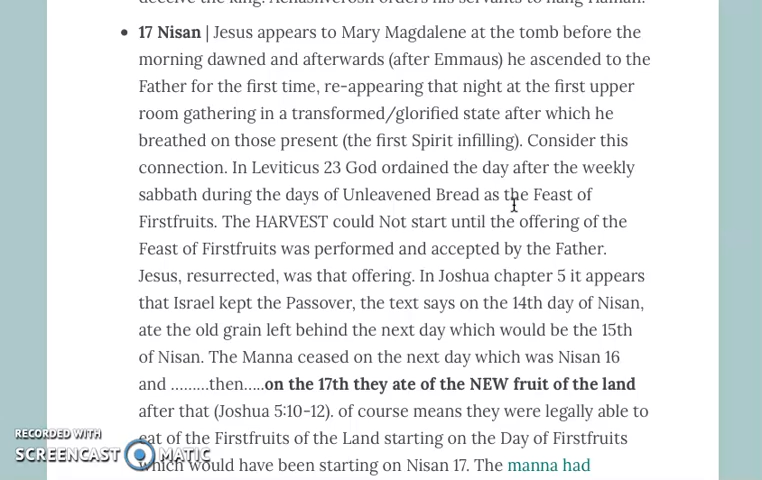 deceive the king. Achashverosh orders his servants to hang Haman.
• 17 Nisan | Jesus appears to Mary Magdalene at the tomb before the
morning dawned and afterwards (after Emmaus) he ascended to the
Father for the first time, re-appearing that night at the first upper
room gathering in a transformed/glorified state after which he
breathed on those present (the first Spirit infilling). Consider this
connection. In Leviticus 23 God ordained the day after the weekly
sabbath during the days of Unleavened Bread as the Feast of
Firstfruits. The HARVEST could Not start until the offering of the
Feast of Firstfruits was performed and accepted by the Father.
Jesus, resurrected, was that offering. In Joshua chapter 5 it appears
that Israel kept the Passover, the text says on the 14th day of Nisan,
ate the old grain left behind the next day which would be the 15th
of Nisan. The Manna ceased on the next day which was Nisan 16
and ………then…..on the 17th they ate of the NEW fruit of the land
after that (Joshua 5:10-12). of course means they were legally able to
eat of the Firstfruits of the Land starting on the Day of Firstfruits
which would have been starting on Nisan 17. The manna had
RECORDED WITH
SCREENCAST MATIC